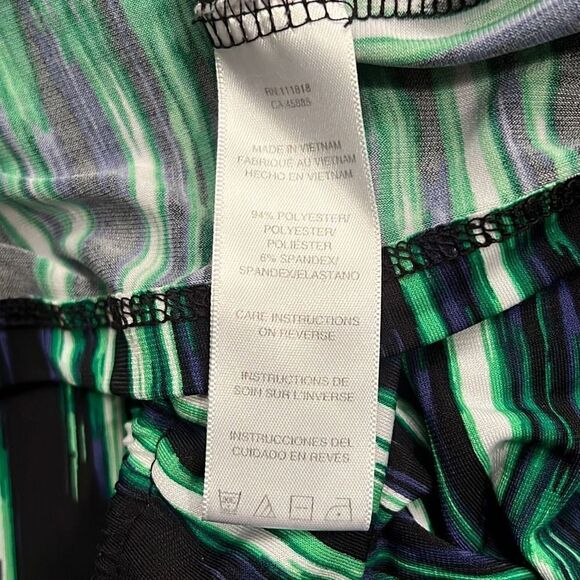 RN 111818
CA 45885
MADE IN VIETNAM
FABRIQUÉ AU VIETNAM
HECHO EN VIETNAM
94% POLYESTER/
POLYESTER/
POLIÉSTER
6% SPANDEX/
SPANDEX/ELASTANO
CARE INSTRUCTIONS
ON REVERSE
INSTRUCTIONS DE
SOIN SUR L'INVERSE
INSTRUCCIONES DEL
CUIDADO EN REVÉS